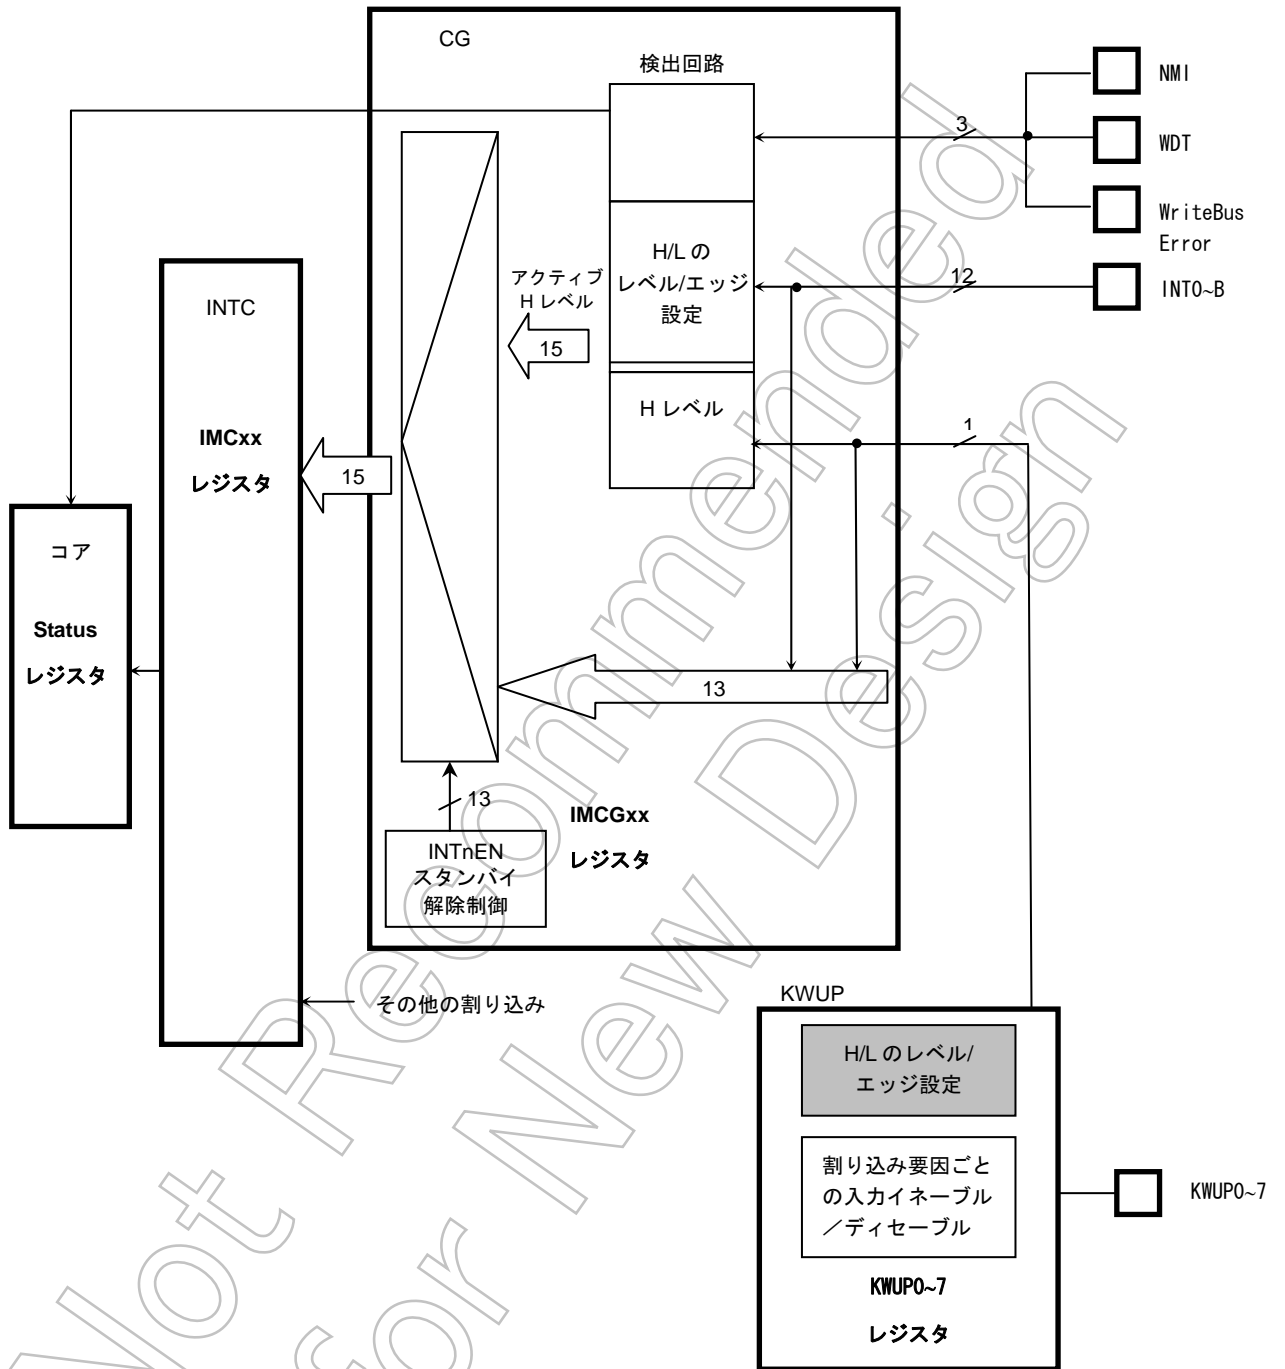 CG
検出回路
NMI
3
WDT
WriteBus
Error
H/L の
レベル/エッジ
設定
12
INT0~B
アクティブ
H レベル
15
INTC
H レベル
1
IMCxx
レジスタ
15
コア
Status
レジスタ
13
13
IMCGxx
レジスタ
INTnEN
スタンバイ
解除制御
その他の割り込み
KWUP
H/L のレベル/
エッジ設定
割り込み要因ごと
の入力イネーブル
／ディセーブル
KWUP0~7
KWUP0~7
レジスタ
Not Recommended
for New Design